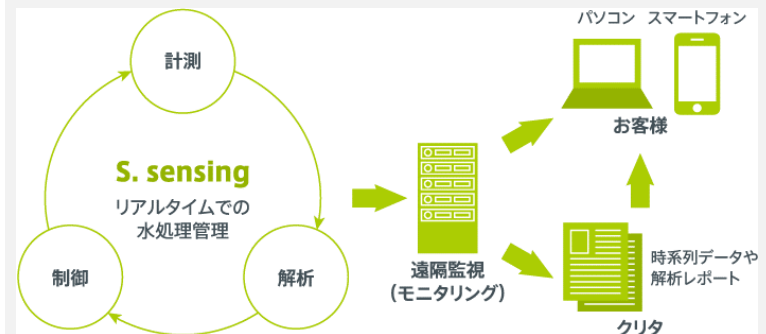 計測
S. sensing
リアルタイムでの
水処理管理
制御
解析
遠隔監視
(モニタリング)
パソコン スマートフォン
お客様
時系列データや
解析レポート
クリタ